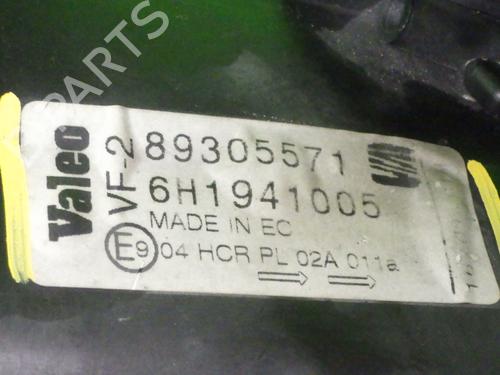 PARTS
Valeo
VF-2
89305571
6H1941005
MADE IN EC
E9 04 HCR PL 02A 011a